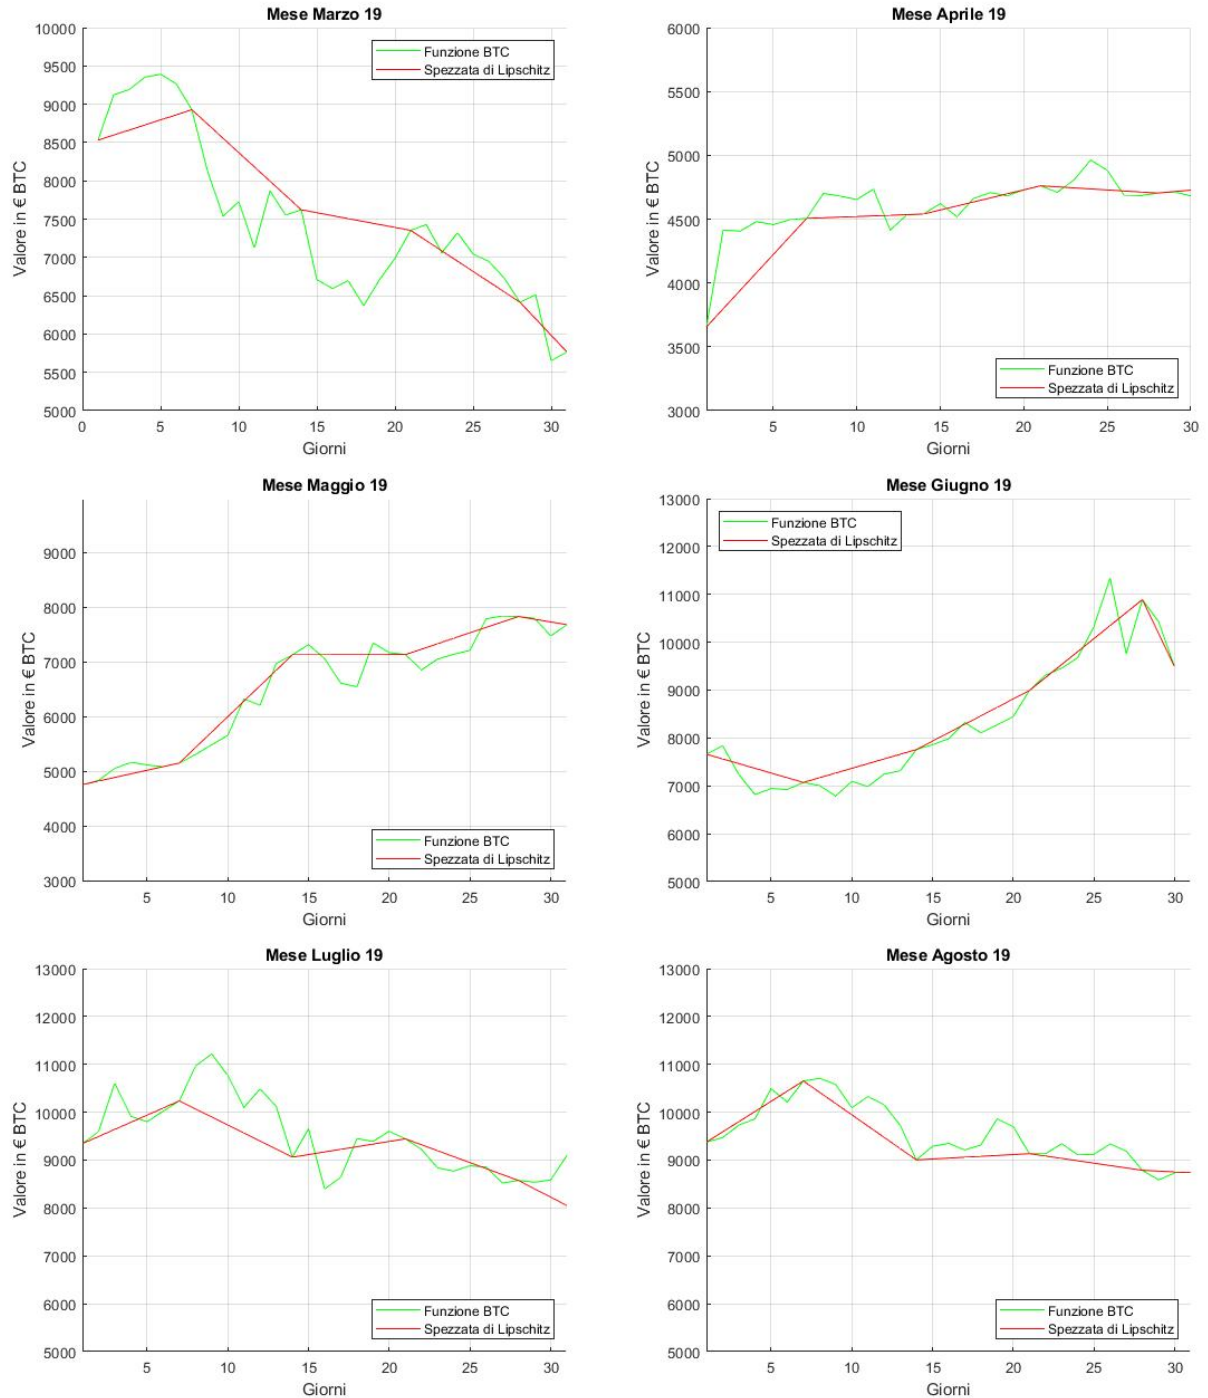 Mese Marzo 19
10000
9500
9000
8500
8000
7500
7000
6500
6000
5500
5000
Valore in € BTC
0 5 10 15 20 25 30
Giorni
Funzione BTC
Spezzata di Lipschitz
Mese Aprile 19
6000
5500
5000
4500
4000
3500
3000
Valore in € BTC
5 10 15 20 25 30
Giorni
Funzione BTC
Spezzata di Lipschitz
Mese Maggio 19
9000
8000
7000
6000
5000
4000
3000
Valore in € BTC
5 10 15 20 25 30
Giorni
Funzione BTC
Spezzata di Lipschitz
Mese Giugno 19
13000
12000
11000
10000
9000
8000
7000
6000
5000
Valore in € BTC
5 10 15 20 25 30
Giorni
Funzione BTC
Spezzata di Lipschitz
Mese Luglio 19
13000
12000
11000
10000
9000
8000
7000
6000
5000
Valore in € BTC
5 10 15 20 25 30
Giorni
Funzione BTC
Spezzata di Lipschitz
Mese Agosto 19
13000
12000
11000
10000
9000
8000
7000
6000
5000
Valore in € BTC
5 10 15 20 25 30
Giorni
Funzione BTC
Spezzata di Lipschitz